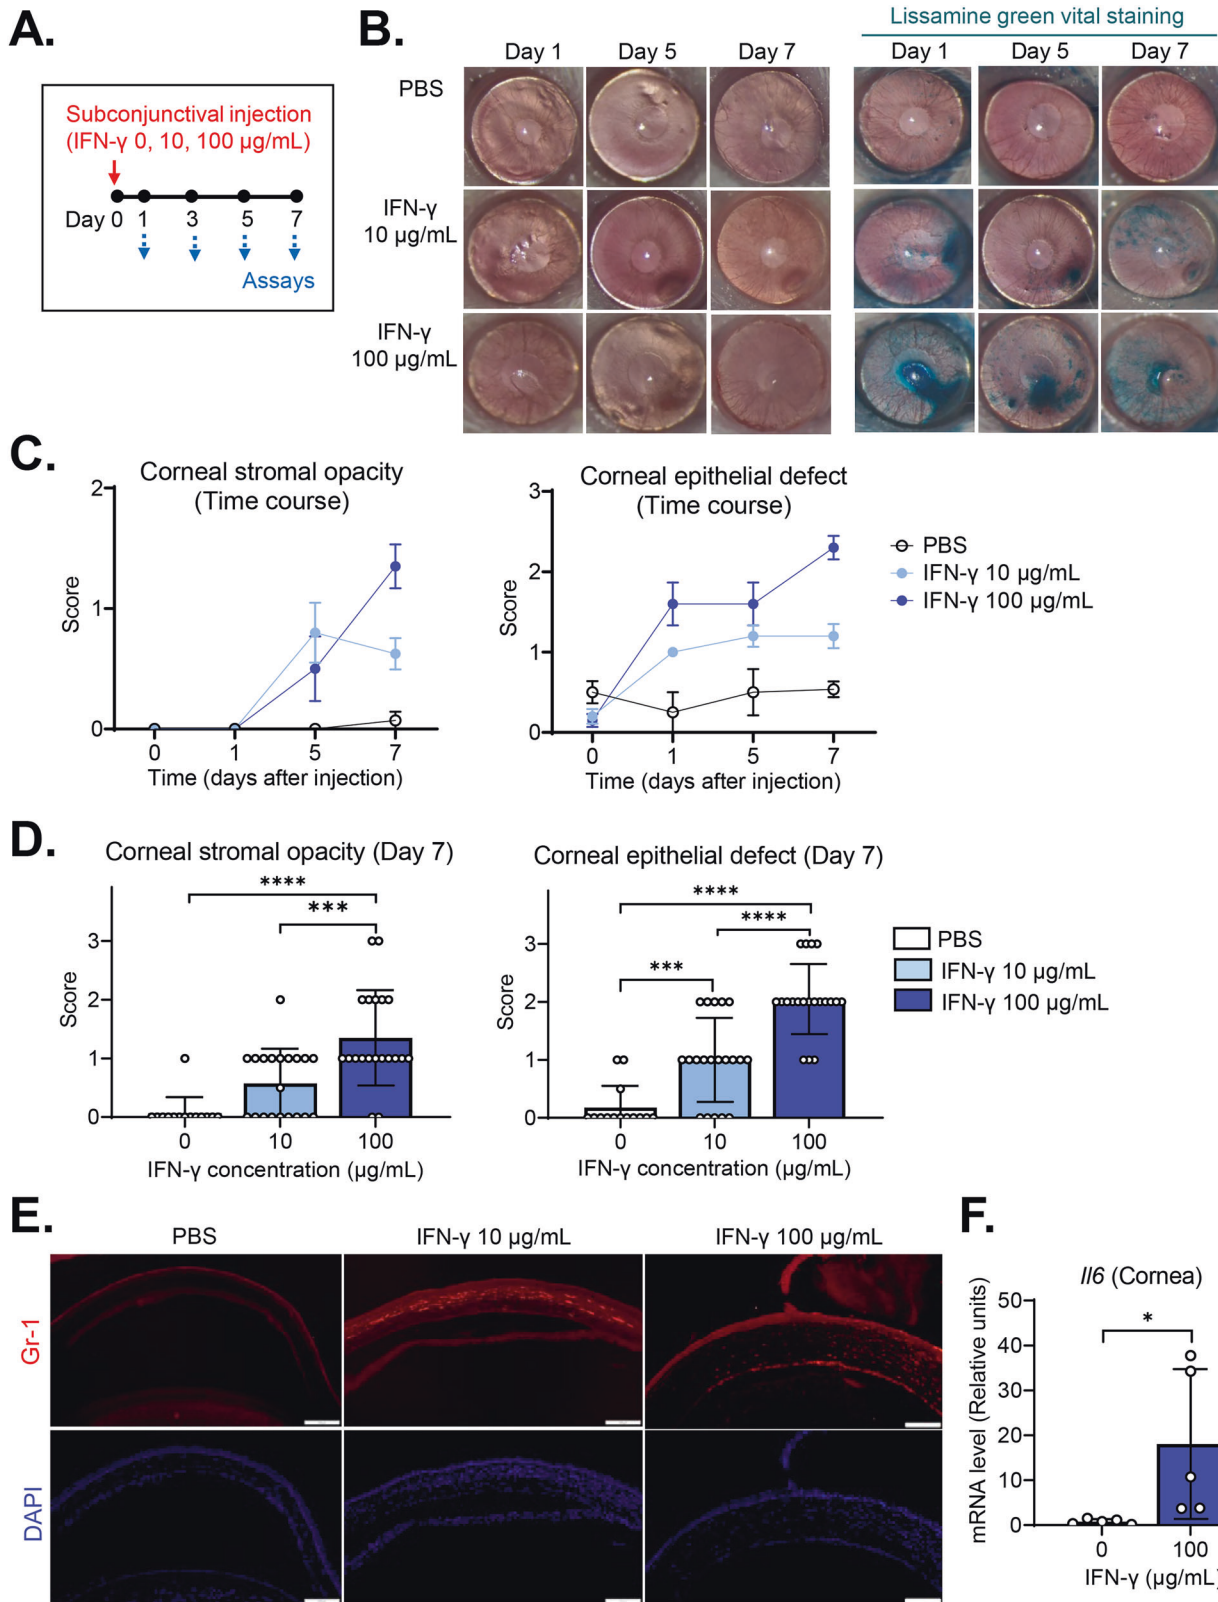 A.
Subconjunctival injection
(IFN-γ 0, 10, 100 µg/mL)
Day 0 1 3 5 7
Assays
B.
Lissamine green vital staining
Day 1 Day 5 Day 7 Day 1 Day 5 Day 7
PBS
IFN-γ
10 µg/mL
IFN-γ
100 µg/mL
C.
Corneal stromal opacity
(Time course)
2
1
0
Score
0 1 5 7
Time (days after injection)
Corneal epithelial defect
(Time course)
3
2
1
0
Score
0 1 5 7
Time (days after injection)
PBS
IFN-γ 10 µg/mL
IFN-γ 100 µg/mL
D.
Corneal stromal opacity (Day 7)
****
***
3
2
1
0
Score
0 10 100
IFN-γ concentration (µg/mL)
Corneal epithelial defect (Day 7)
****
****
***
3
2
1
0
Score
0 10 100
IFN-γ concentration (µg/mL)
PBS
IFN-γ 10 µg/mL
IFN-γ 100 µg/mL
E.
PBS IFN-γ 10 µg/mL IFN-γ 100 µg/mL
Gr-1
DAPI
F.
Il6 (Cornea)
*
50
40
30
20
10
0
mRNA level (Relative units)
0 100
IFN-γ (µg/mL)